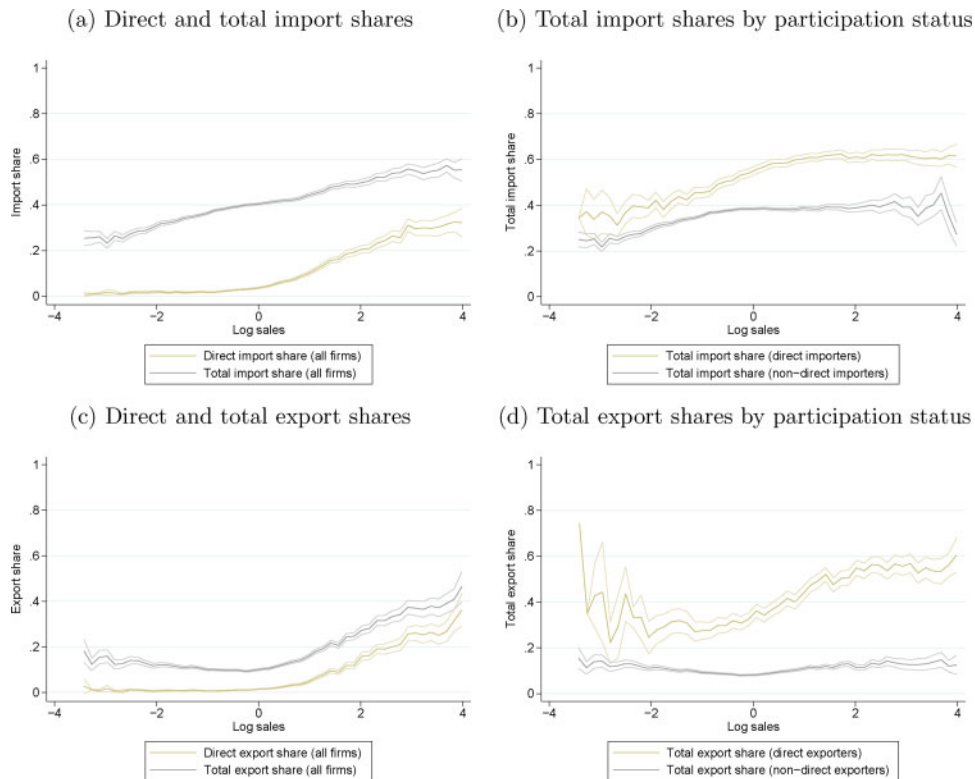 (a) Direct and total import shares
(b) Total import shares by participation status
1
.8
.6
.4
.2
0
Import share
−4
−2
0
2
4
Log sales
Direct import share (all firms)
Total import share (all firms)
1
.8
.6
.4
.2
0
Total import share
−4
−2
0
2
4
Log sales
Total import share (direct importers)
Total import share (non−direct importers)
(c) Direct and total export shares
(d) Total export shares by participation status
1
.8
.6
.4
.2
0
Export share
−4
−2
0
2
4
Log sales
Direct export share (all firms)
Total export share (all firms)
1
.8
.6
.4
.2
0
Total export share
−4
−2
0
2
4
Log sales
Total export share (direct exporters)
Total export share (non−direct exporters)